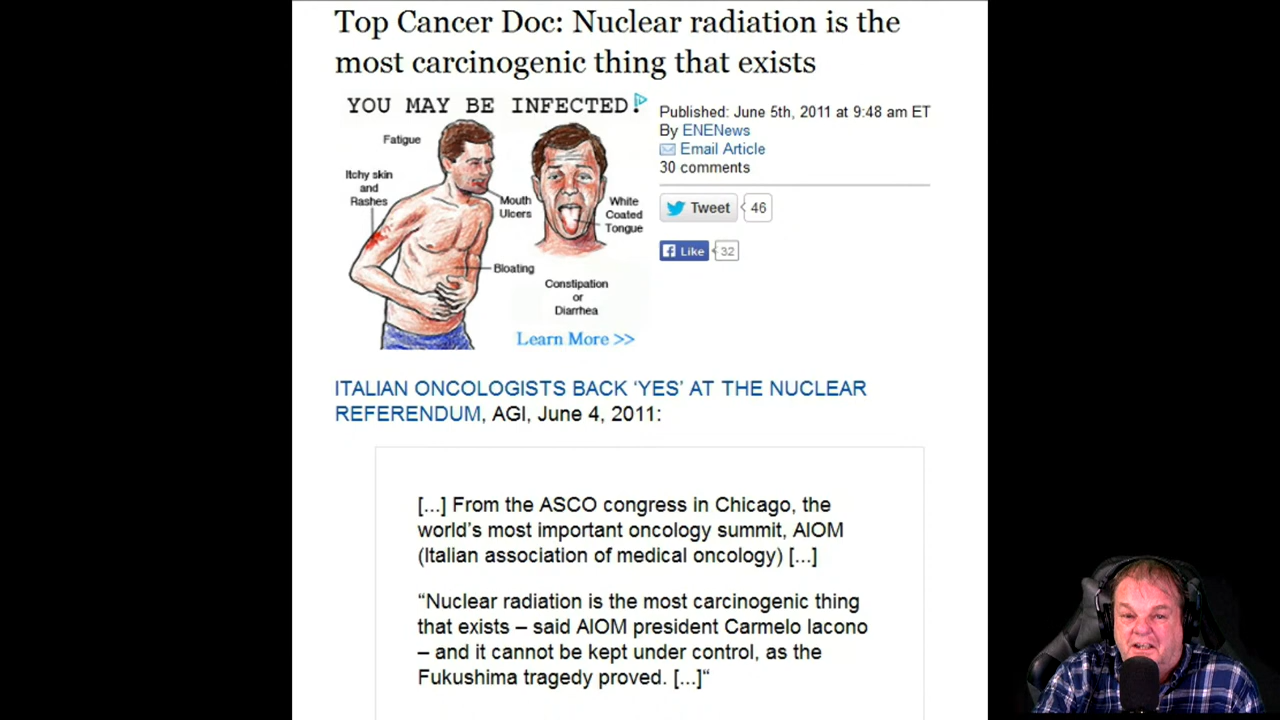 Top Cancer Doc: Nuclear radiation is the
most carcinogenic thing that exists
YOU MAY BE INFECTED!
Fatigue
Itchy skin
and
Rashes
Mouth
Ulcers
White
Coated
Tongue
Bloating
Constipation
or
Diarrhea
Learn More >>
Published: June 5th, 2011 at 9:48 am ET
By ENENews
Email Article
30 comments
Tweet 46
Like 32
ITALIAN ONCOLOGISTS BACK ‘YES’ AT THE NUCLEAR
REFERENDUM, AGI, June 4, 2011:
[...] From the ASCO congress in Chicago, the
world’s most important oncology summit, AIOM
(Italian association of medical oncology) [...]
“Nuclear radiation is the most carcinogenic thing
that exists – said AIOM president Carmelo Iacono
– and it cannot be kept under control, as the
Fukushima tragedy proved. [...]“